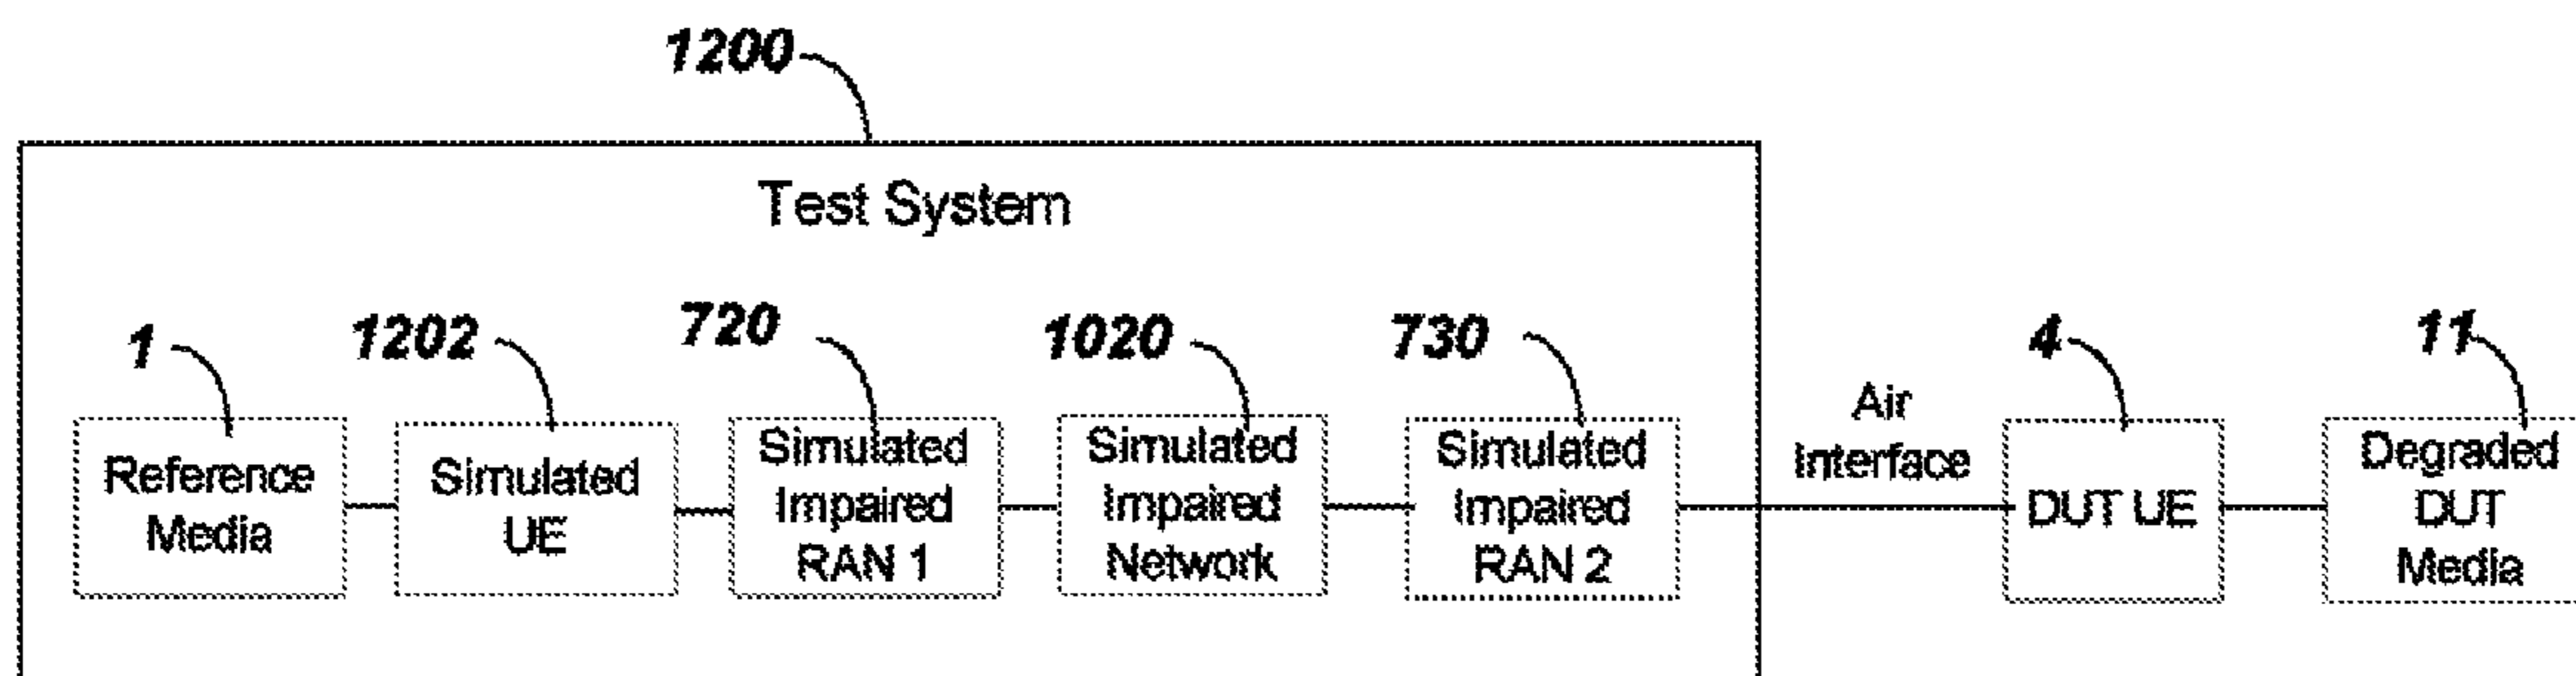 1200
Test System
1
1202
720
1020
730
4
11
Reference
Media
Simulated
UE
Simulated
Impaired
RAN 1
Simulated
Impaired
Network
Simulated
Impaired
RAN 2
Air
Interface
DUT UE
Degraded
DUT
Media